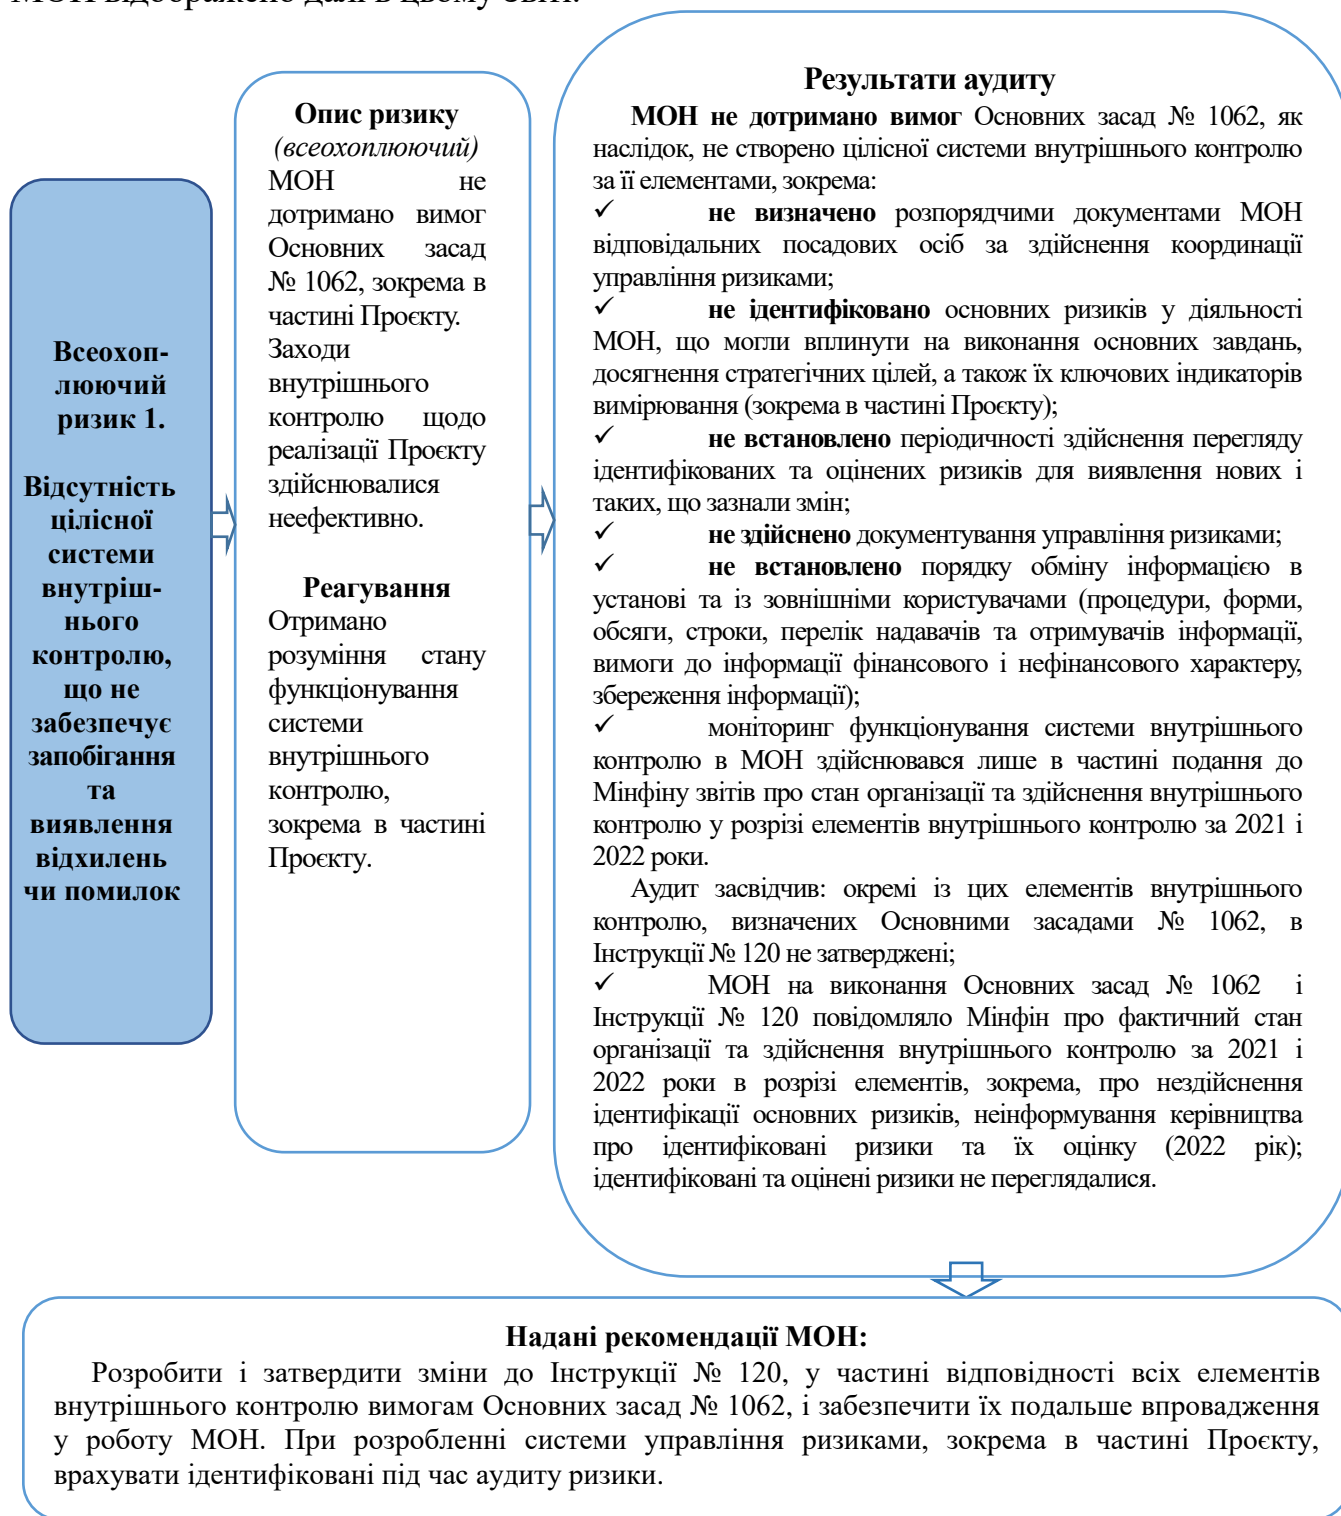 Всеохоп-
люючий
ризик 1.
Відсутність
цілісної
системи
внутріш-
нього
контролю,
що не
забезпечує
запобігання
та
виявлення
відхилень
чи помилок
Опис ризику
(всеохоплюючий)
МОН не
дотримано вимог
Основних засад
№ 1062, зокрема в
частині Проєкту.
Заходи
внутрішнього
контролю щодо
реалізації Проєкту
здійснювалися
неефективно.
Реагування
Отримано
розуміння стану
функціонування
системи
внутрішнього
контролю,
зокрема в частині
Проєкту.
Результати аудиту
МОН не дотримано вимог Основних засад № 1062, як
наслідок, не створено цілісної системи внутрішнього контролю
за її елементами, зокрема:
✓ не визначено розпорядчими документами МОН
відповідальних посадових осіб за здійснення координації
управління ризиками;
✓ не ідентифіковано основних ризиків у діяльності
МОН, що могли вплинути на виконання основних завдань,
досягнення стратегічних цілей, а також їх ключових індикаторів
вимірювання (зокрема в частині Проєкту);
✓ не встановлено періодичності здійснення перегляду
ідентифікованих та оцінених ризиків для виявлення нових і
таких, що зазнали змін;
✓ не здійснено документування управління ризиками;
✓ не встановлено порядку обміну інформацією в
установі та із зовнішніми користувачами (процедури, форми,
обсяги, строки, перелік надавачів та отримувачів інформації,
вимоги до інформації фінансового і нефінансового характеру,
збереження інформації);
✓ моніторинг функціонування системи внутрішнього
контролю в МОН здійснювався лише в частині подання до
Мінфіну звітів про стан організації та здійснення внутрішнього
контролю у розрізі елементів внутрішнього контролю за 2021 і
2022 роки.
Аудит засвідчив: окремі із цих елементів внутрішнього
контролю, визначених Основними засадами № 1062, в
Інструкції № 120 не затверджені;
✓ МОН на виконання Основних засад № 1062 і
Інструкції № 120 повідомляло Мінфін про фактичний стан
організації та здійснення внутрішнього контролю за 2021 і
2022 роки в розрізі елементів, зокрема, про нездійснення
ідентифікації основних ризиків, неінформування керівництва
про ідентифіковані ризики та їх оцінку (2022 рік);
ідентифіковані та оцінені ризики не переглядалися.
Надані рекомендації МОН:
Розробити і затвердити зміни до Інструкції № 120, у частині відповідності всіх елементів
внутрішнього контролю вимогам Основних засад № 1062, і забезпечити їх подальше впровадження
у роботу МОН. При розробленні системи управління ризиками, зокрема в частині Проєкту,
врахувати ідентифіковані під час аудиту ризики.